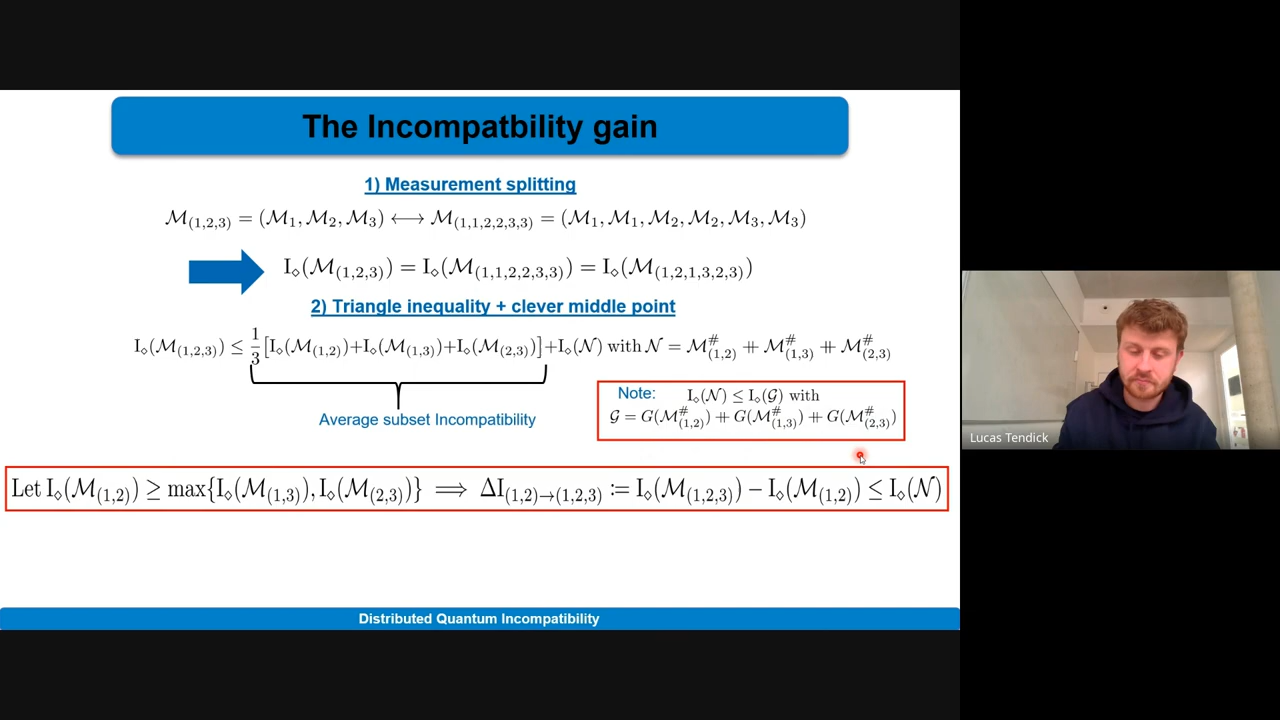 The Incompatbility gain
1) Measurement splitting
ℳ(1,2,3) = (ℳ₁, ℳ₂, ℳ₃) ⟷ ℳ(1,1,2,2,3,3) = (ℳ₁, ℳ₁, ℳ₂, ℳ₂, ℳ₃, ℳ₃)
I⋄(ℳ(1,2,3)) = I⋄(ℳ(1,1,2,2,3,3)) = I⋄(ℳ(1,2,1,3,2,3))
2) Triangle inequality + clever middle point
I⋄(ℳ(1,2,3)) ≤ 1/3 [I⋄(ℳ(1,2))+I⋄(ℳ(1,3))+I⋄(ℳ(2,3))]+I⋄(𝒩) with 𝒩 = ℳ#(1,2) + ℳ#(1,3) + ℳ#(2,3)
Average subset Incompatibility
Note: I⋄(𝒩) ≤ I⋄(𝒢) with
𝒢 = G(ℳ#(1,2)) + G(ℳ#(1,3)) + G(ℳ#(2,3))
Let I⋄(ℳ(1,2)) ≥ max{I⋄(ℳ(1,3)), I⋄(ℳ(2,3))} ⟹ ΔI(1,2)→(1,2,3) ≔ I⋄(ℳ(1,2,3)) − I⋄(ℳ(1,2)) ≤ I⋄(𝒩)
Distributed Quantum Incompatibility
Lucas Tendick